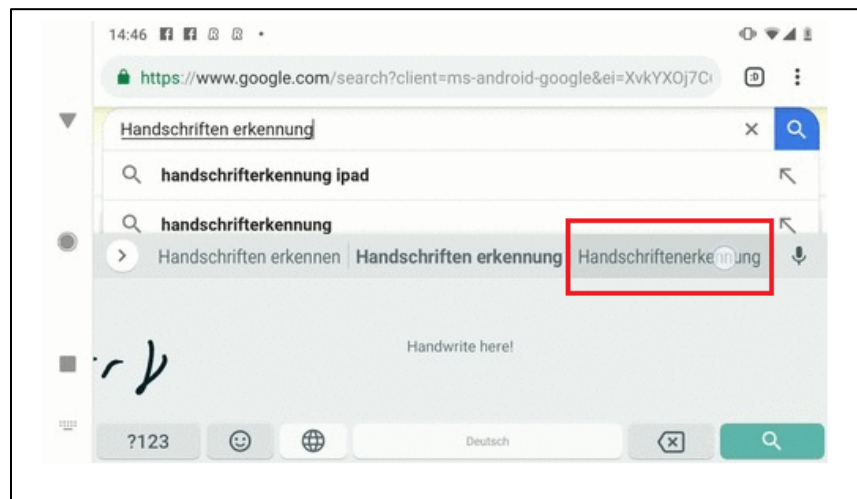 14:46
https://www.google.com/search?client=ms-android-google&ei=XvkYXOj7C
:D
Handschriften erkennung
handschrifterkennung ipad
handschrifterkennung
Handschriften erkennen Handschriften erkennung Handschriftenerkennung
Handwrite here!
?123 Deutsch